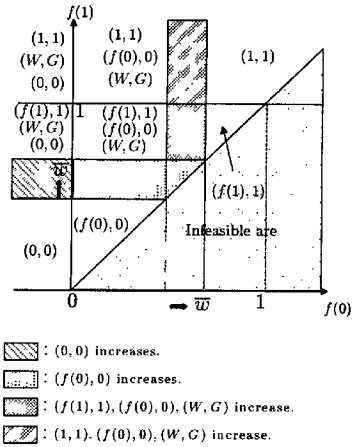 f(1)
(1, 1)
(W, G)
(0, 0)
(1, 1)
(f(0), 0)
(W, G)
(1, 1)
(f(1), 1)
(W, G)
(0, 0)
1
(f(1), 1)
(f(0), 0)
(W, G)
w̅
(f(1), 1)
(f(0), 0)
Infeasible are
(0, 0)
0
➡ w̅
1
f(0)
: (0, 0) increases.
: (f(0), 0) increases.
: (f(1), 1), (f(0), 0), (W, G) increase.
: (1, 1). (f(0), 0), (W, G) increase.